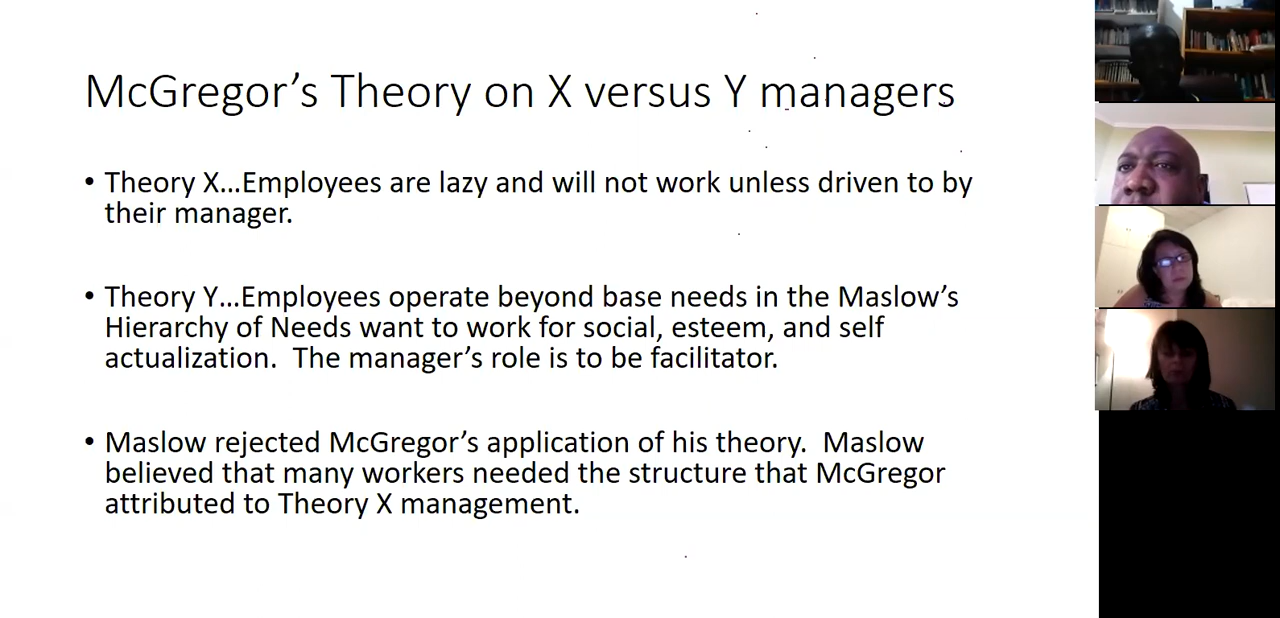 McGregor’s Theory on X versus Y managers
• Theory X…Employees are lazy and will not work unless driven to by
their manager.
• Theory Y…Employees operate beyond base needs in the Maslow’s
Hierarchy of Needs want to work for social, esteem, and self
actualization.  The manager’s role is to be facilitator.
• Maslow rejected McGregor’s application of his theory.  Maslow
believed that many workers needed the structure that McGregor
attributed to Theory X management.